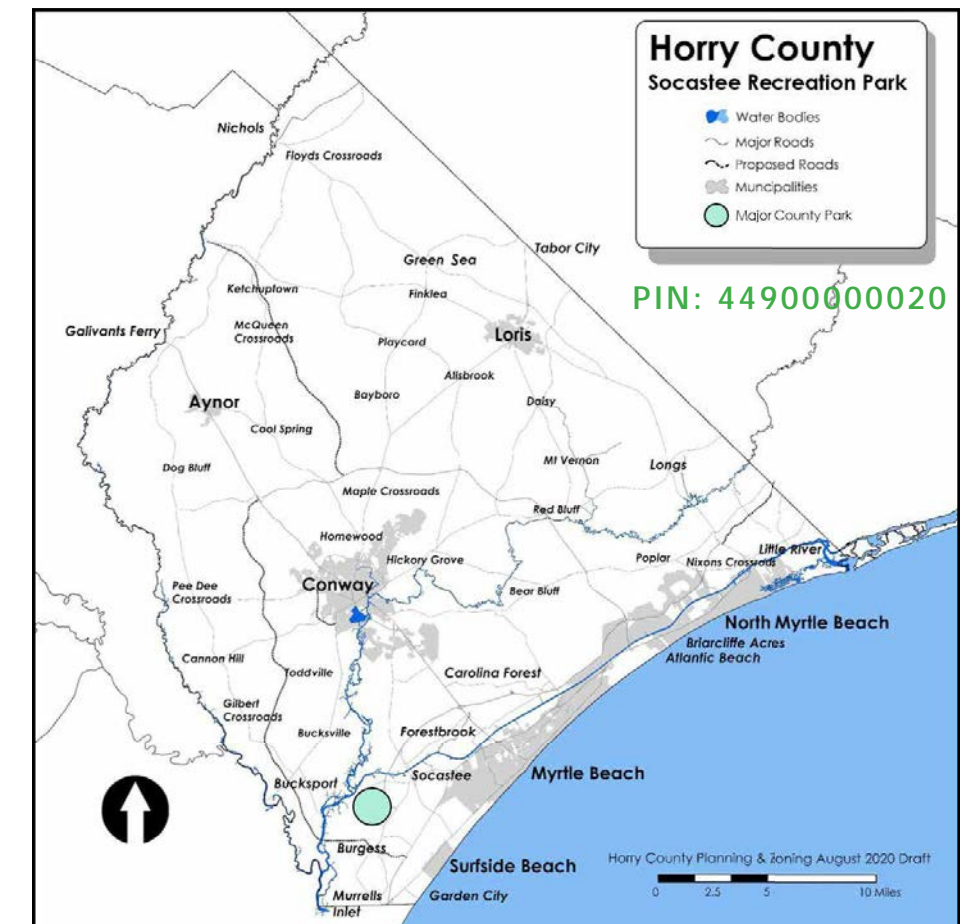 Horry County
Socastee Recreation Park
Water Bodies
Major Roads
Proposed Roads
Muncipalities
Major County Park
PIN: 44900000020
Nichols
Floyds Crossroads
Tabor City
Green Sea
Ketchuptown
Finklea
Galivants Ferry
McQueen
Crossroads
Loris
Playcard
Allsbrook
Aynor
Bayboro
Daisy
Cool Spring
Dog Bluff
Mt Vernon
Longs
Maple Crossroads
Red Bluff
Homewood
Hickory Grove
Poplar
Nixons Crossroads
Little River
Conway
Pee Dee
Crossroads
Bear Bluff
North Myrtle Beach
Briarcliffe Acres
Atlantic Beach
Cannon Hill
Toddville
Carolina Forest
Gilbert
Crossroads
Bucksville
Forestbrook
Bucksport
Socastee
Myrtle Beach
Burgess
Surfside Beach
Murrells
Inlet
Garden City
Horry County Planning & Zoning August 2020 Draft
0 2.5 5 10 Miles